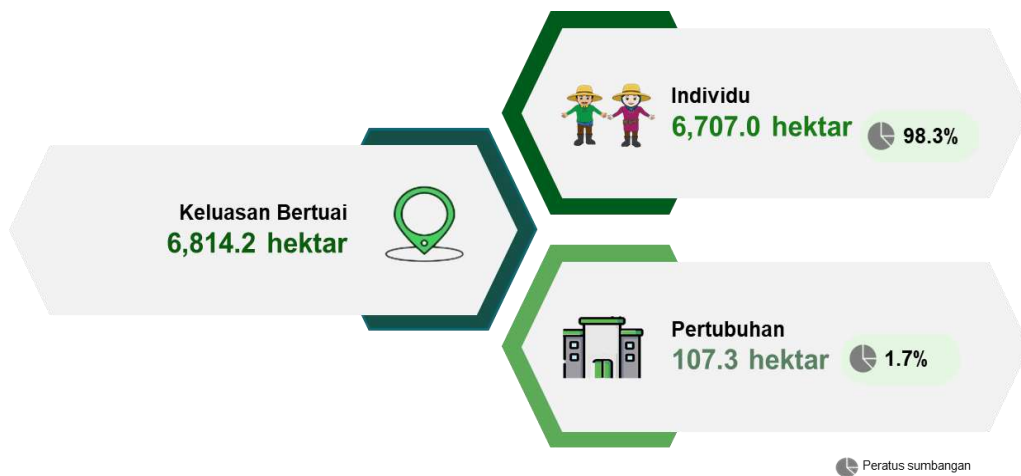 Keluasan Bertuai
6,814.2 hektar
Individu
6,707.0 hektar
98.3%
Pertubuhan
107.3 hektar
1.7%
Peratus sumbangan